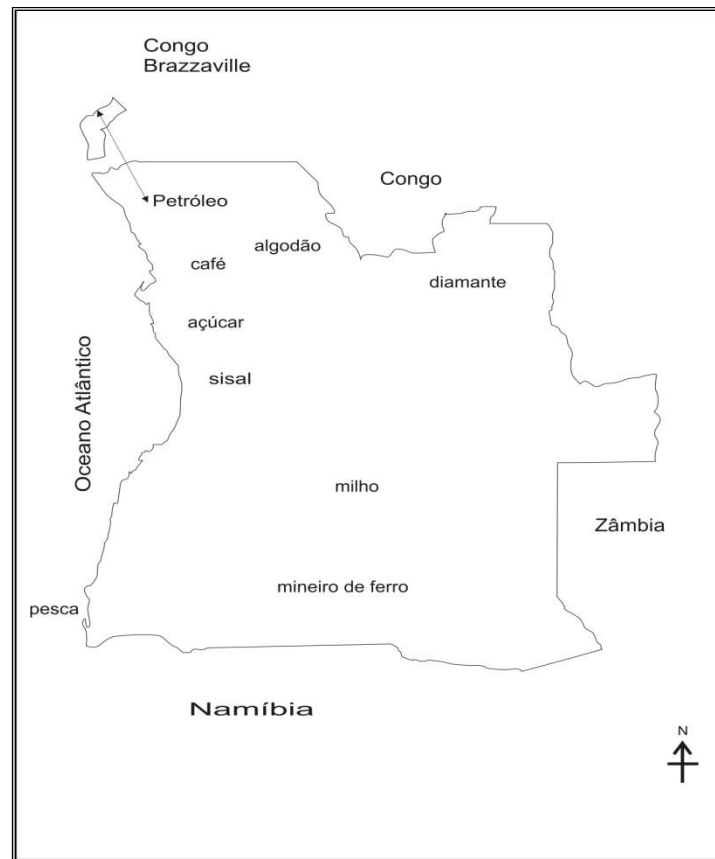 Congo
Brazzaville
Congo
Petróleo
algodão
café
diamante
açúcar
sisal
Oceano Atlântico
milho
Zâmbia
mineiro de ferro
pesca
Namíbia
N